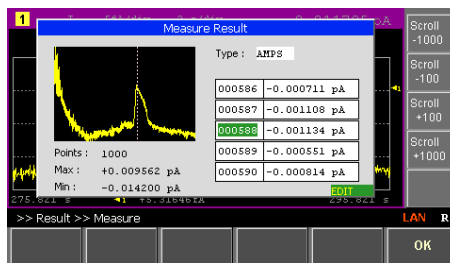 1
pA
Measure Result
Scroll
-1000
Type : AMPS
Scroll
-100
000586 -0.000711 pA
000587 -0.001108 pA
Scroll
+100
000588 -0.001134 pA
000589 -0.000551 pA
Scroll
+1000
000590 -0.000814 pA
Points : 1000
Max : +0.009562 pA
Min : -0.014200 pA
EDIT
275.821 s
295.821 s
>> Result >> Measure
LAN R
OK